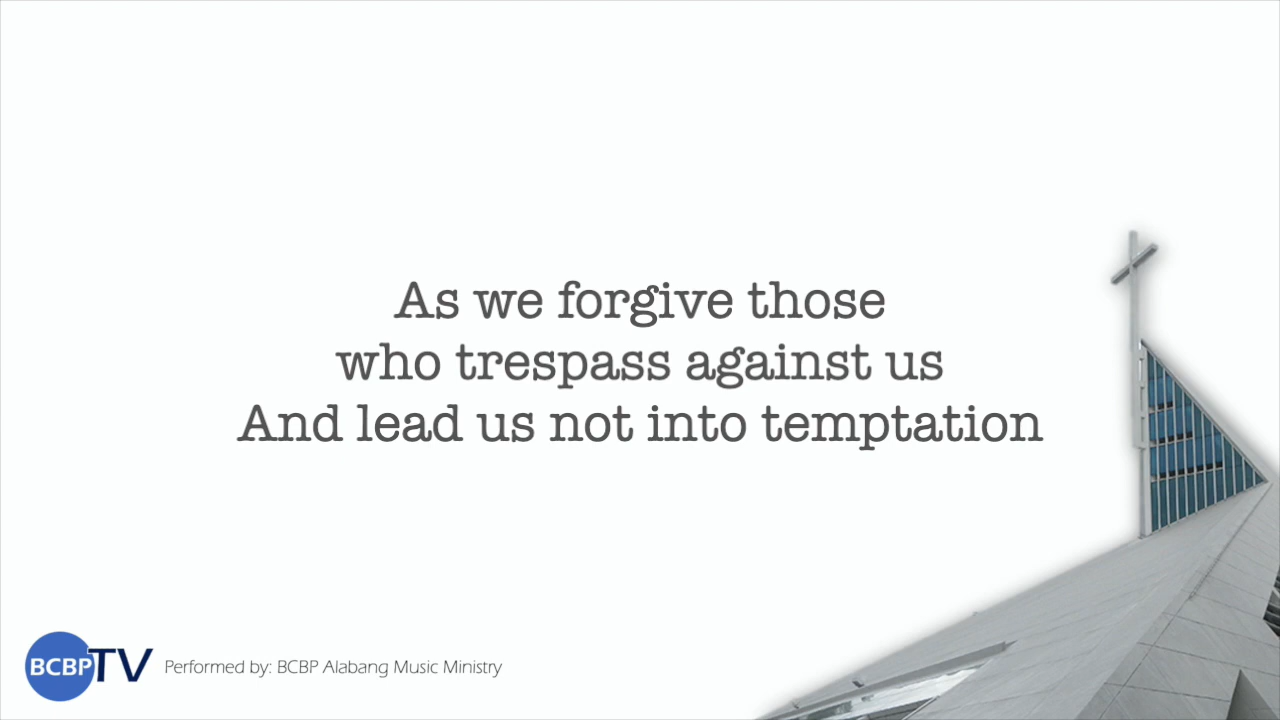 As we forgive those
who trespass against us
And lead us not into temptation
BCBPTV Performed by: BCBP Alabang Music Ministry